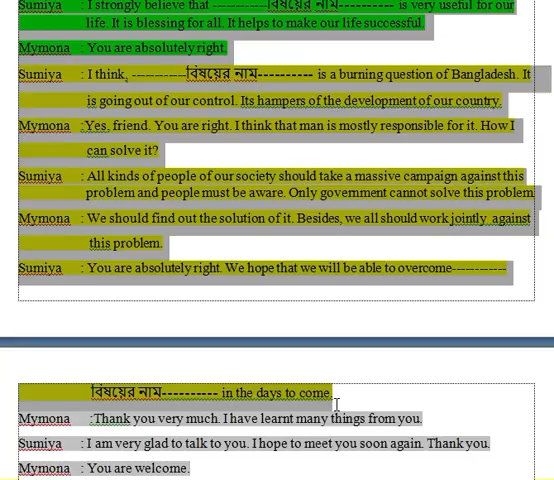 Sumiya : I strongly believe that ------------বিষয়ের নাম---------- is very useful for our
life. It is blessing for all. It helps to make our life successful.
Mymona : You are absolutely right.
Sumiya : I think, ------------বিষয়ের নাম---------- is a burning question of Bangladesh. It
is going out of our control. Its hampers of the development of our country.
Mymona :Yes, friend. You are right. I think that man is mostly responsible for it. How I
can solve it?
Sumiya : All kinds of people of our society should take a massive campaign against this
problem and people must be aware. Only government cannot solve this problem
Mymona : We should find out the solution of it. Besides, we all should work jointly against
this problem.
Sumiya : You are absolutely right. We hope that we will be able to overcome------------
বিষয়ের নাম---------- in the days to come.
Mymona :Thank you very much. I have learnt many things from you.
Sumiya : I am very glad to talk to you. I hope to meet you soon again. Thank you.
Mymona : You are welcome.